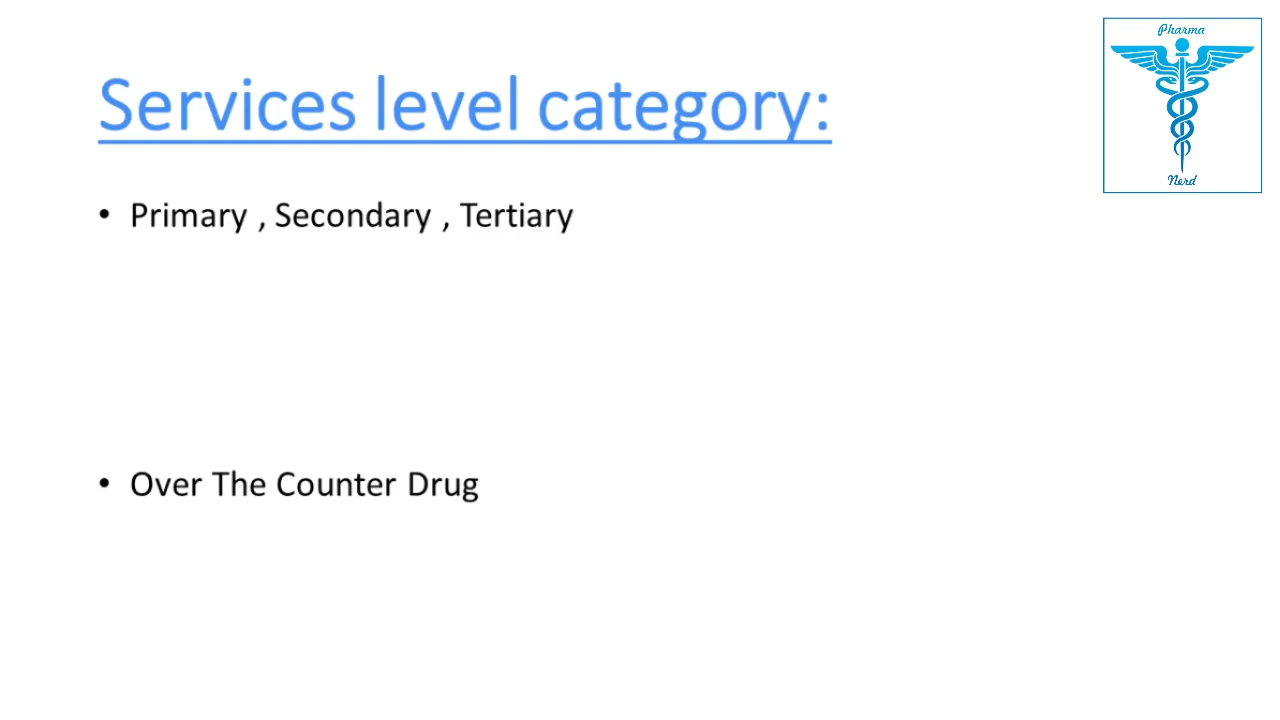 Pharma
Services level category:
Nerd
• Primary , Secondary , Tertiary
• Over The Counter Drug